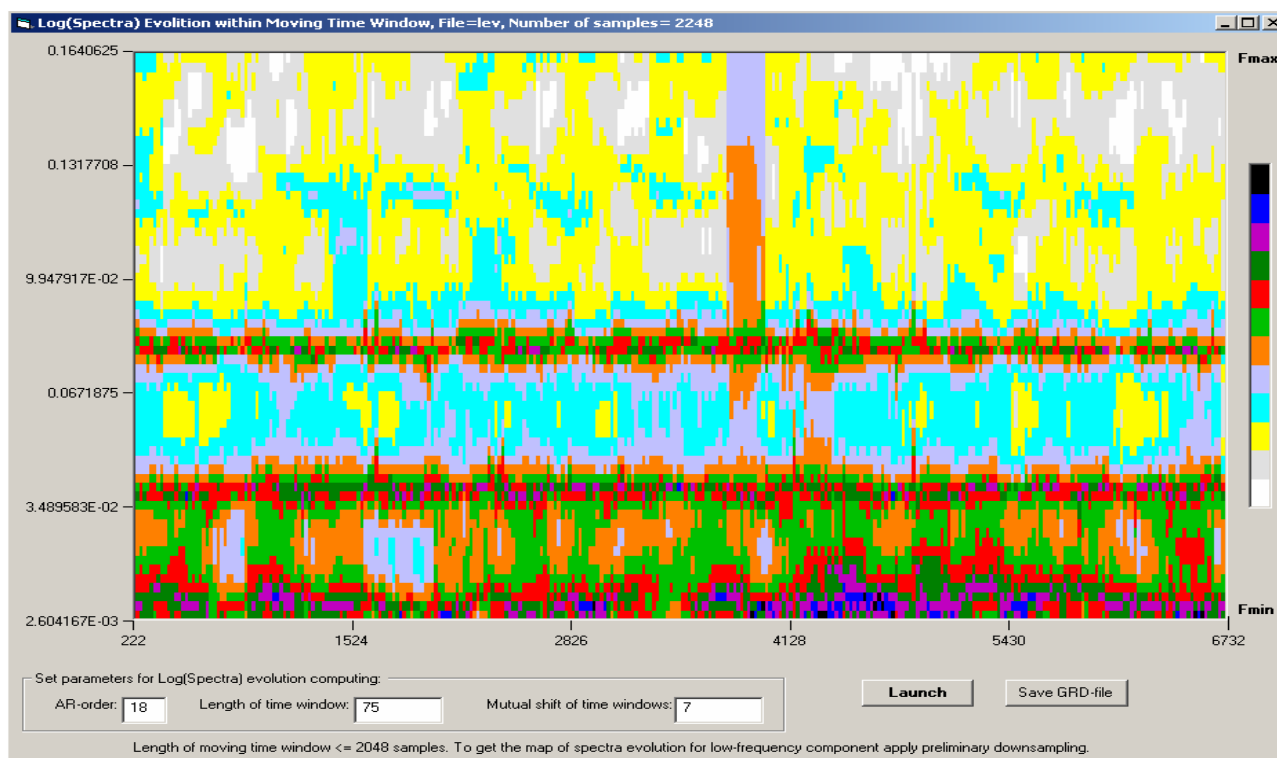 Log(Spectra) Evolition within Moving Time Window, File=lev, Number of samples= 2248
0.1640625
Fmax
0.1317708
9.947917E-02
0.0671875
3.489583E-02
Fmin
2.604167E-03
222 1524 2826 4128 5430 6732
Set parameters for Log(Spectra) evolution computing:
AR-order: 18 Length of time window: 75 Mutual shift of time windows: 7
Launch Save GRD-file
Length of moving time window <= 2048 samples. To get the map of spectra evolution for low-frequency component apply preliminary downsampling.